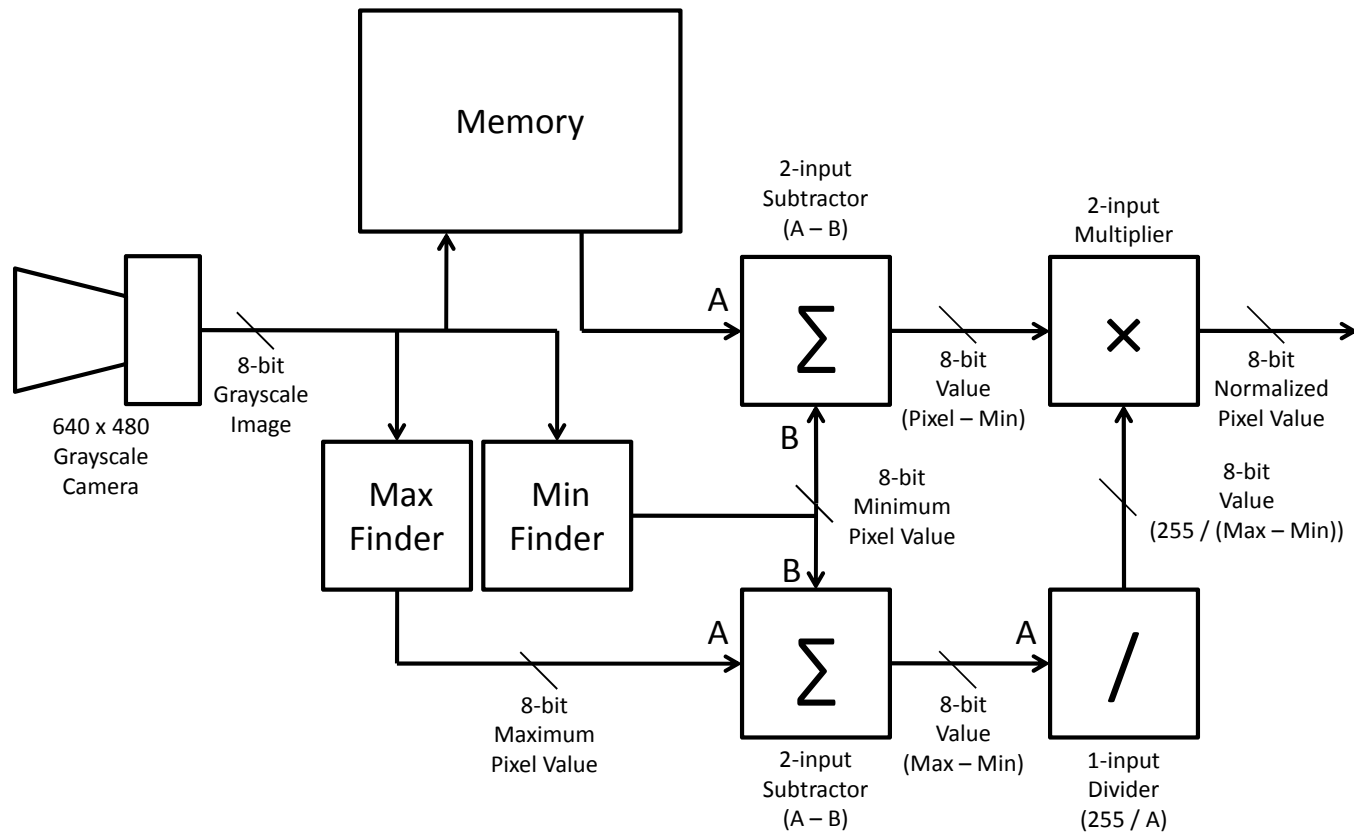 Memory
2-input
Subtractor
(A – B)
2-input
Multiplier
A
∑
×
8-bit
Grayscale
Image
8-bit
Value
(Pixel – Min)
8-bit
Normalized
Pixel Value
640 x 480
Grayscale
Camera
B
Max
Finder
Min
Finder
8-bit
Minimum
Pixel Value
8-bit
Value
(255 / (Max – Min))
B
A
∑
A
/
8-bit
Maximum
Pixel Value
8-bit
Value
(Max – Min)
2-input
Subtractor
(A – B)
1-input
Divider
(255 / A)